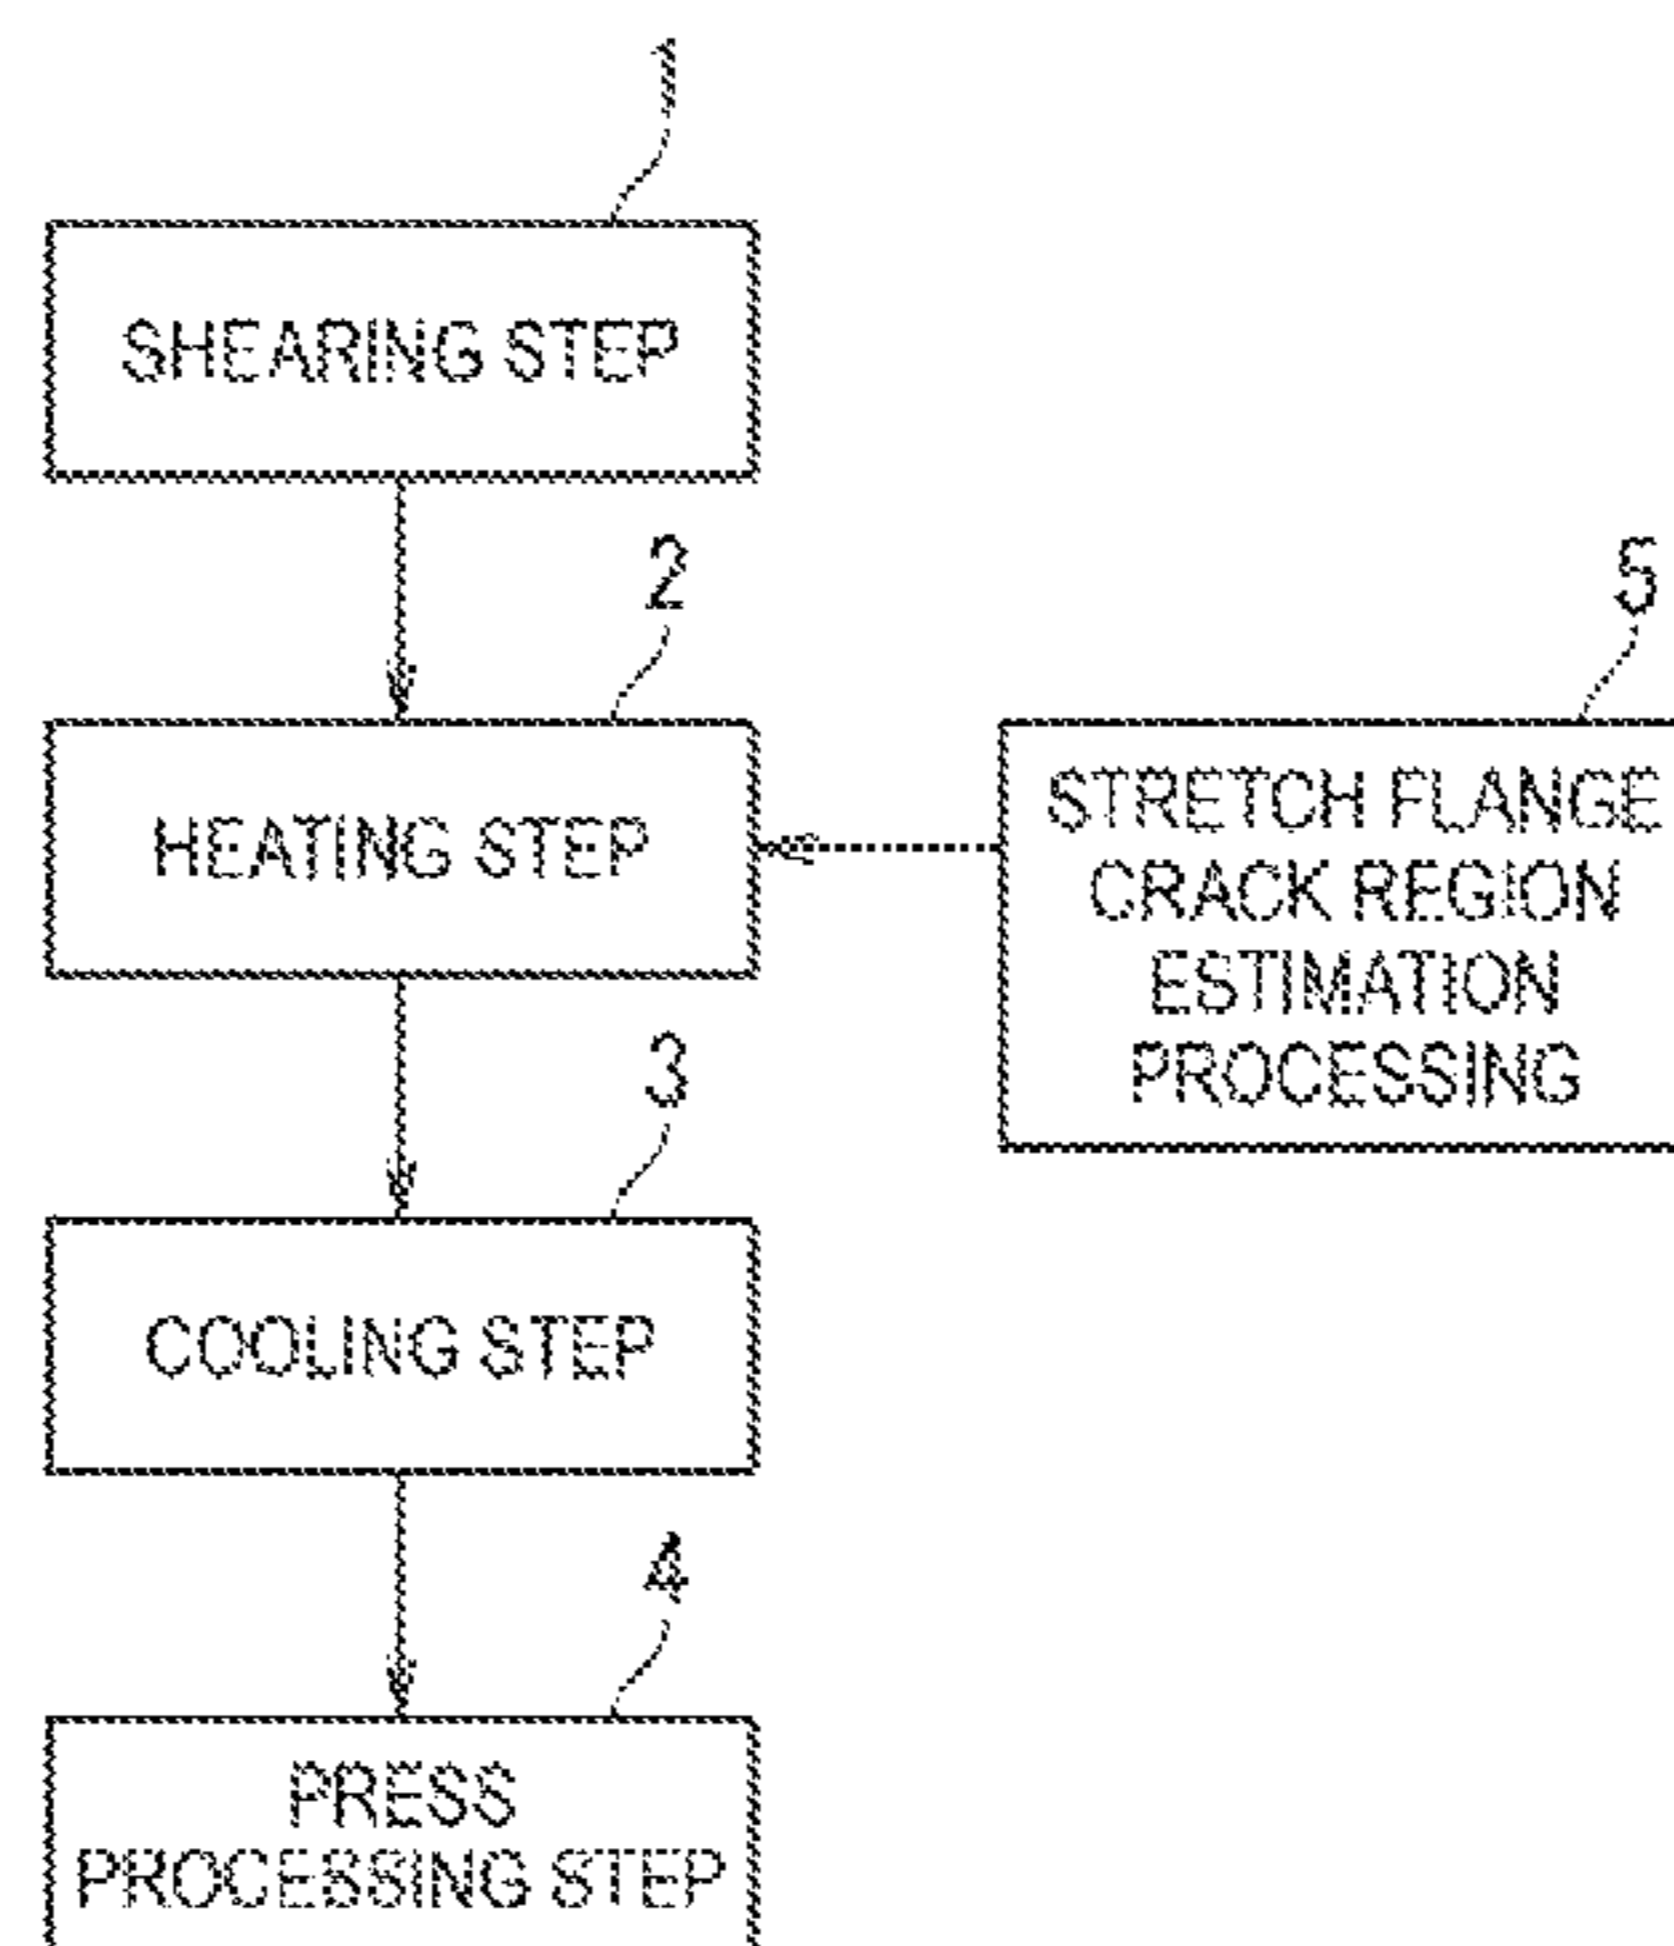 1
SHEARING STEP
2
HEATING STEP
5
STRETCH FLANGE
CRACK REGION
ESTIMATION
PROCESSING
3
COOLING STEP
4
PRESS
PROCESSING STEP